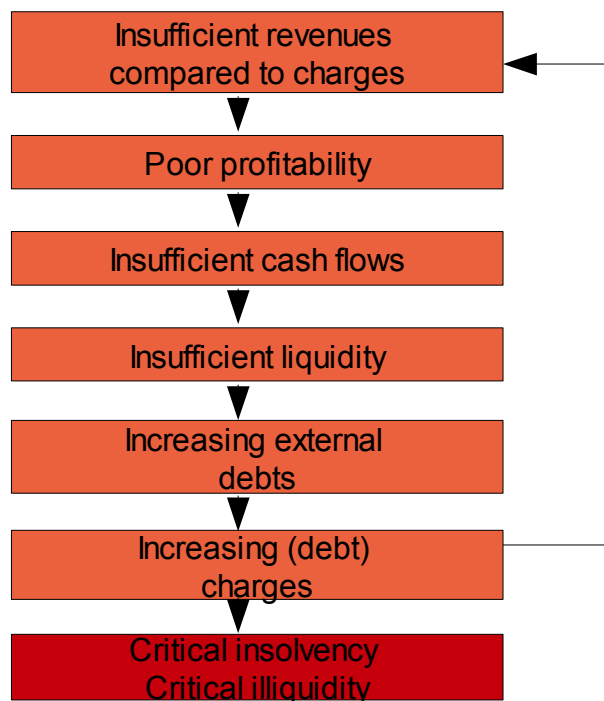 Insufficient revenues
compared to charges
Poor profitability
Insufficient cash flows
Insufficient liquidity
Increasing external
debts
Increasing (debt)
charges
Critical insolvency
Critical illiquidity